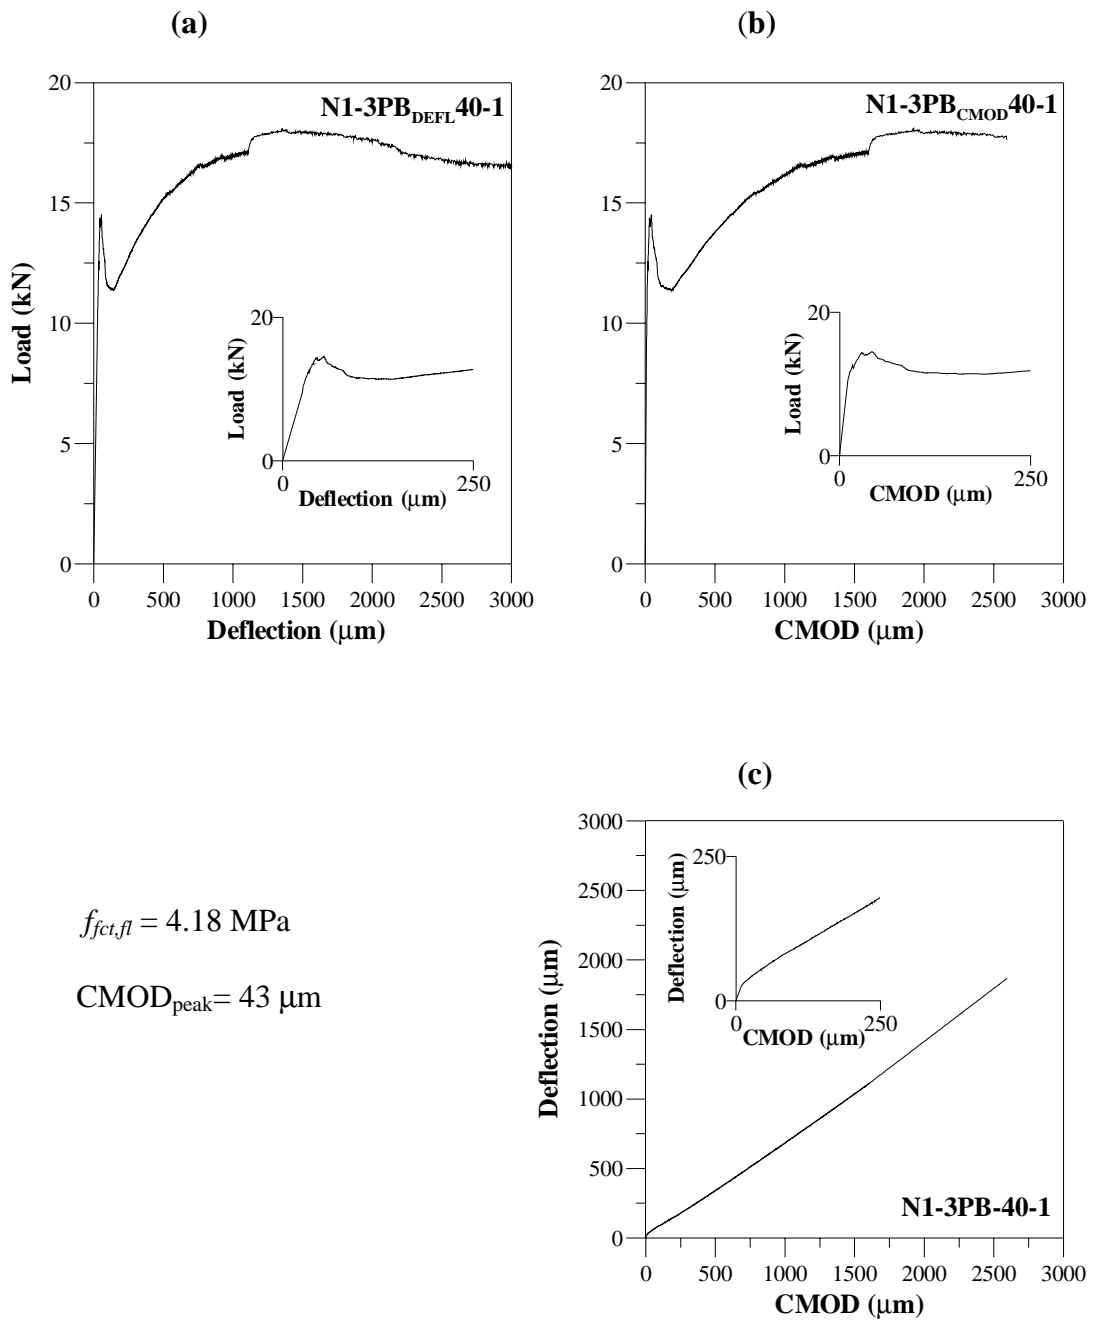 (a)
N1-3PB_DEFL40-1
20
15
10
5
0
Load (kN)
0 500 1000 1500 2000 2500 3000
Deflection (μm)
20
0
Load (kN)
0 250
Deflection (μm)
(b)
N1-3PB_CMOD40-1
20
15
10
5
0
0 500 1000 1500 2000 2500 3000
CMOD (μm)
20
0
Load (kN)
0 250
CMOD (μm)
f_fct,fl = 4.18 MPa
CMOD_peak= 43 μm
(c)
3000
2500
2000
1500
1000
500
0
Deflection (μm)
250
0
Deflection (μm)
0 250
CMOD (μm)
N1-3PB-40-1
0 500 1000 1500 2000 2500 3000
CMOD (μm)